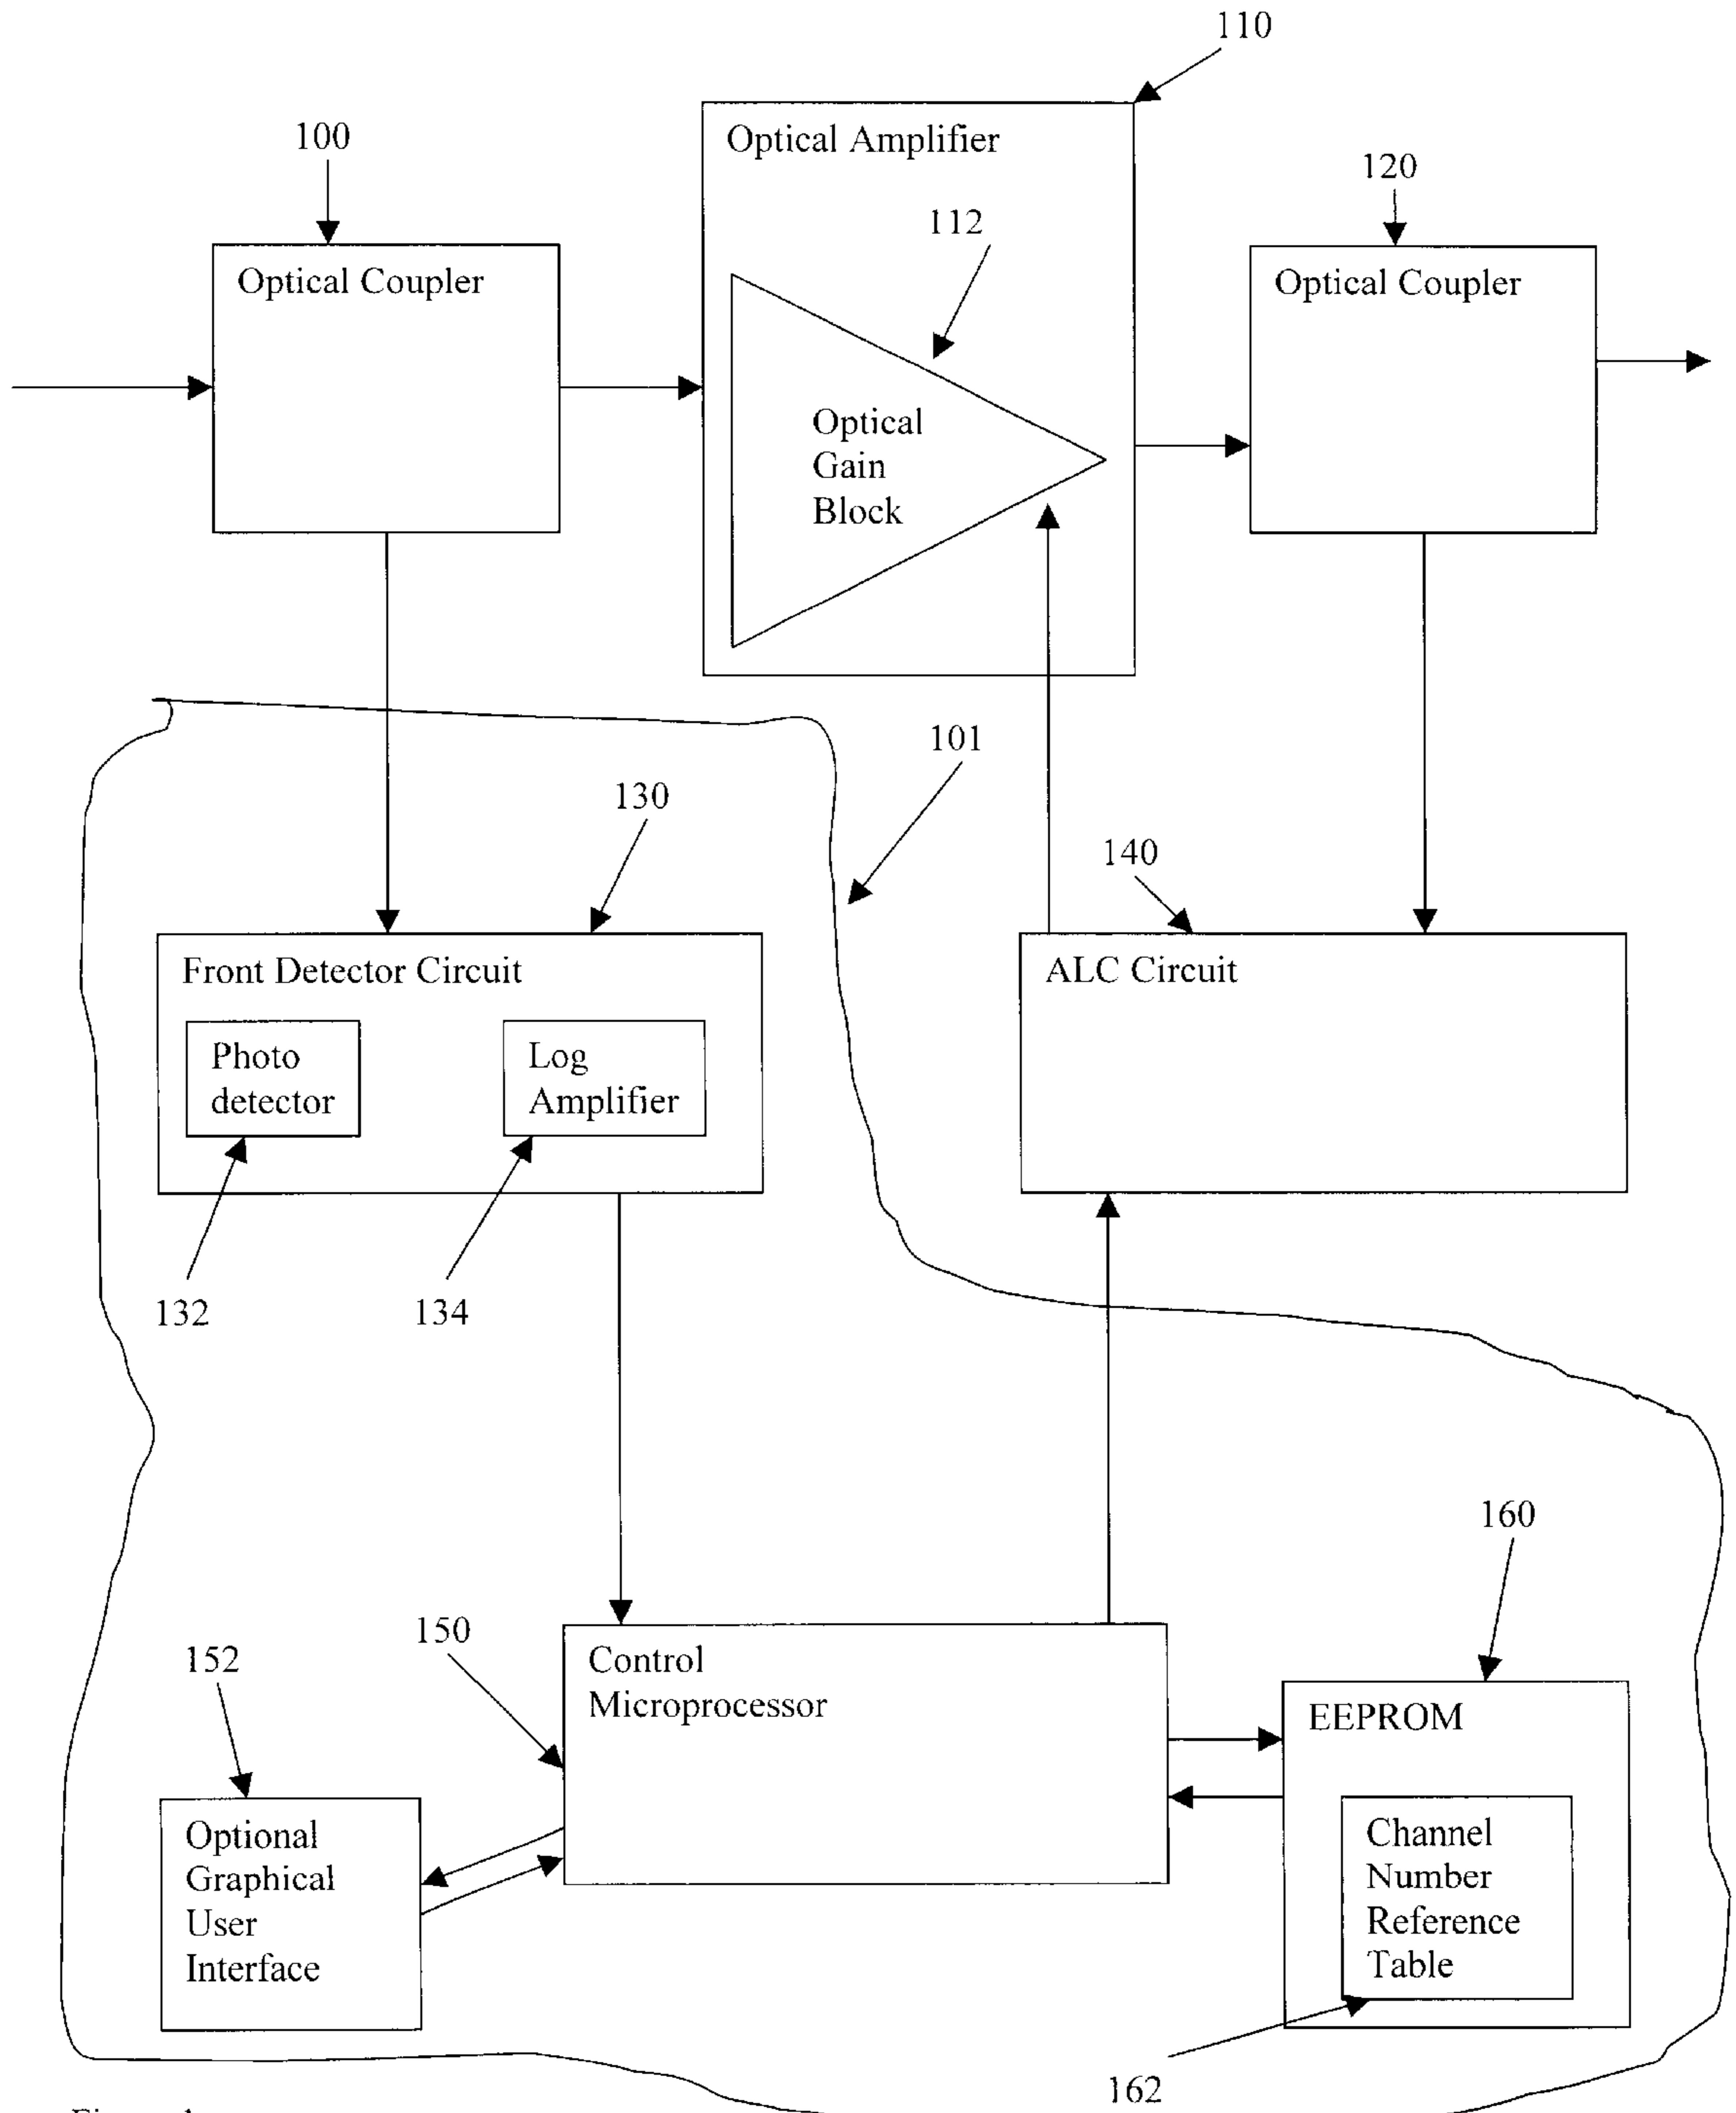 110
Optical Amplifier
100
120
112
Optical Coupler
Optical Coupler
Optical
Gain
Block
101
130
140
Front Detector Circuit
ALC Circuit
Photo
detector
Log
Amplifier
132
134
160
150
152
Control
Microprocessor
EEPROM
Optional
Graphical
User
Interface
Channel
Number
Reference
Table
162